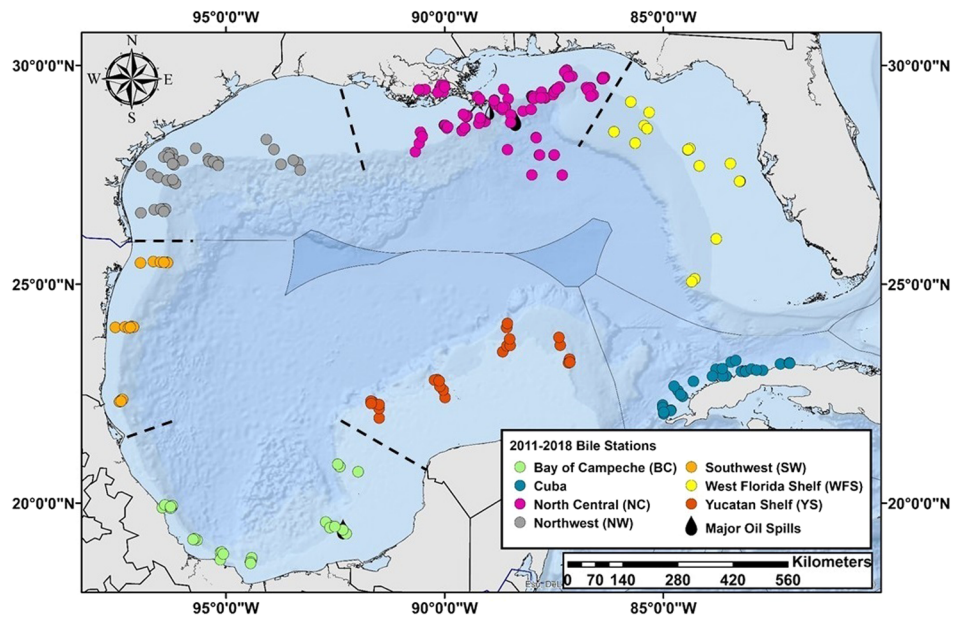 95°0'0"W 90°0'0"W 85°0'0"W
N
W E
S
30°0'0"N 30°0'0"N
25°0'0"N 25°0'0"N
20°0'0"N 20°0'0"N
2011-2018 Bile Stations
Bay of Campeche (BC) Southwest (SW)
Cuba West Florida Shelf (WFS)
North Central (NC) Yucatan Shelf (YS)
Northwest (NW) Major Oil Spills
Kilometers
0 70 140 280 420 560
95°0'0"W 90°0'0"W 85°0'0"W